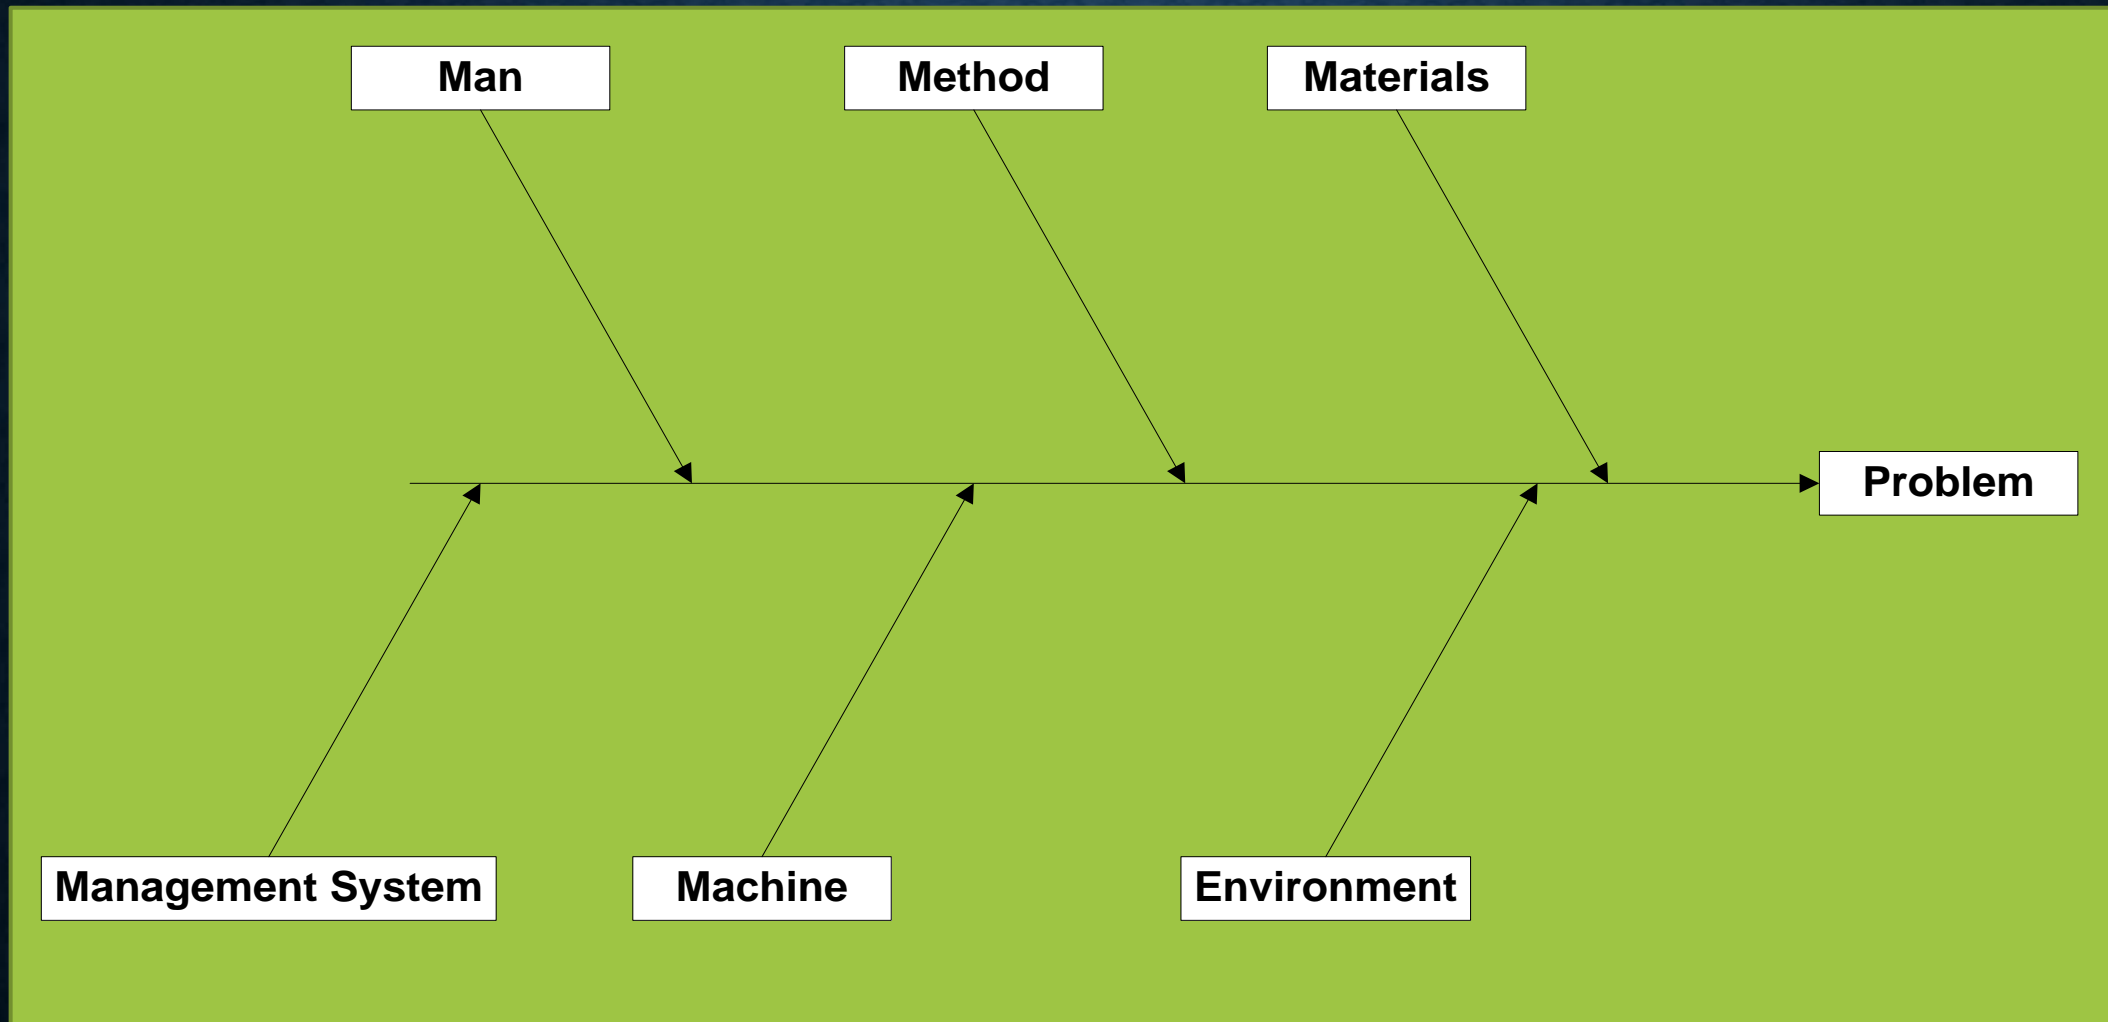 Man
Method
Materials
Problem
Management System
Machine
Environment